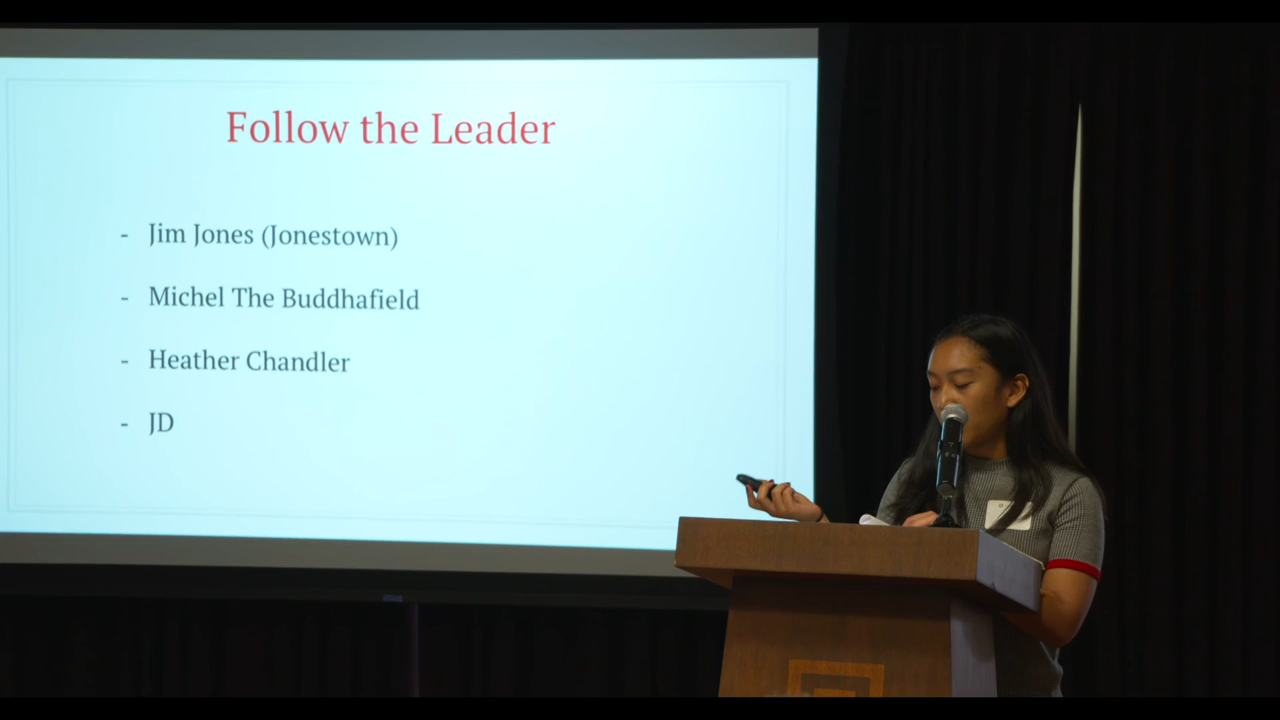 Follow the Leader
- Jim Jones (Jonestown)
- Michel The Buddhafield
- Heather Chandler
- JD